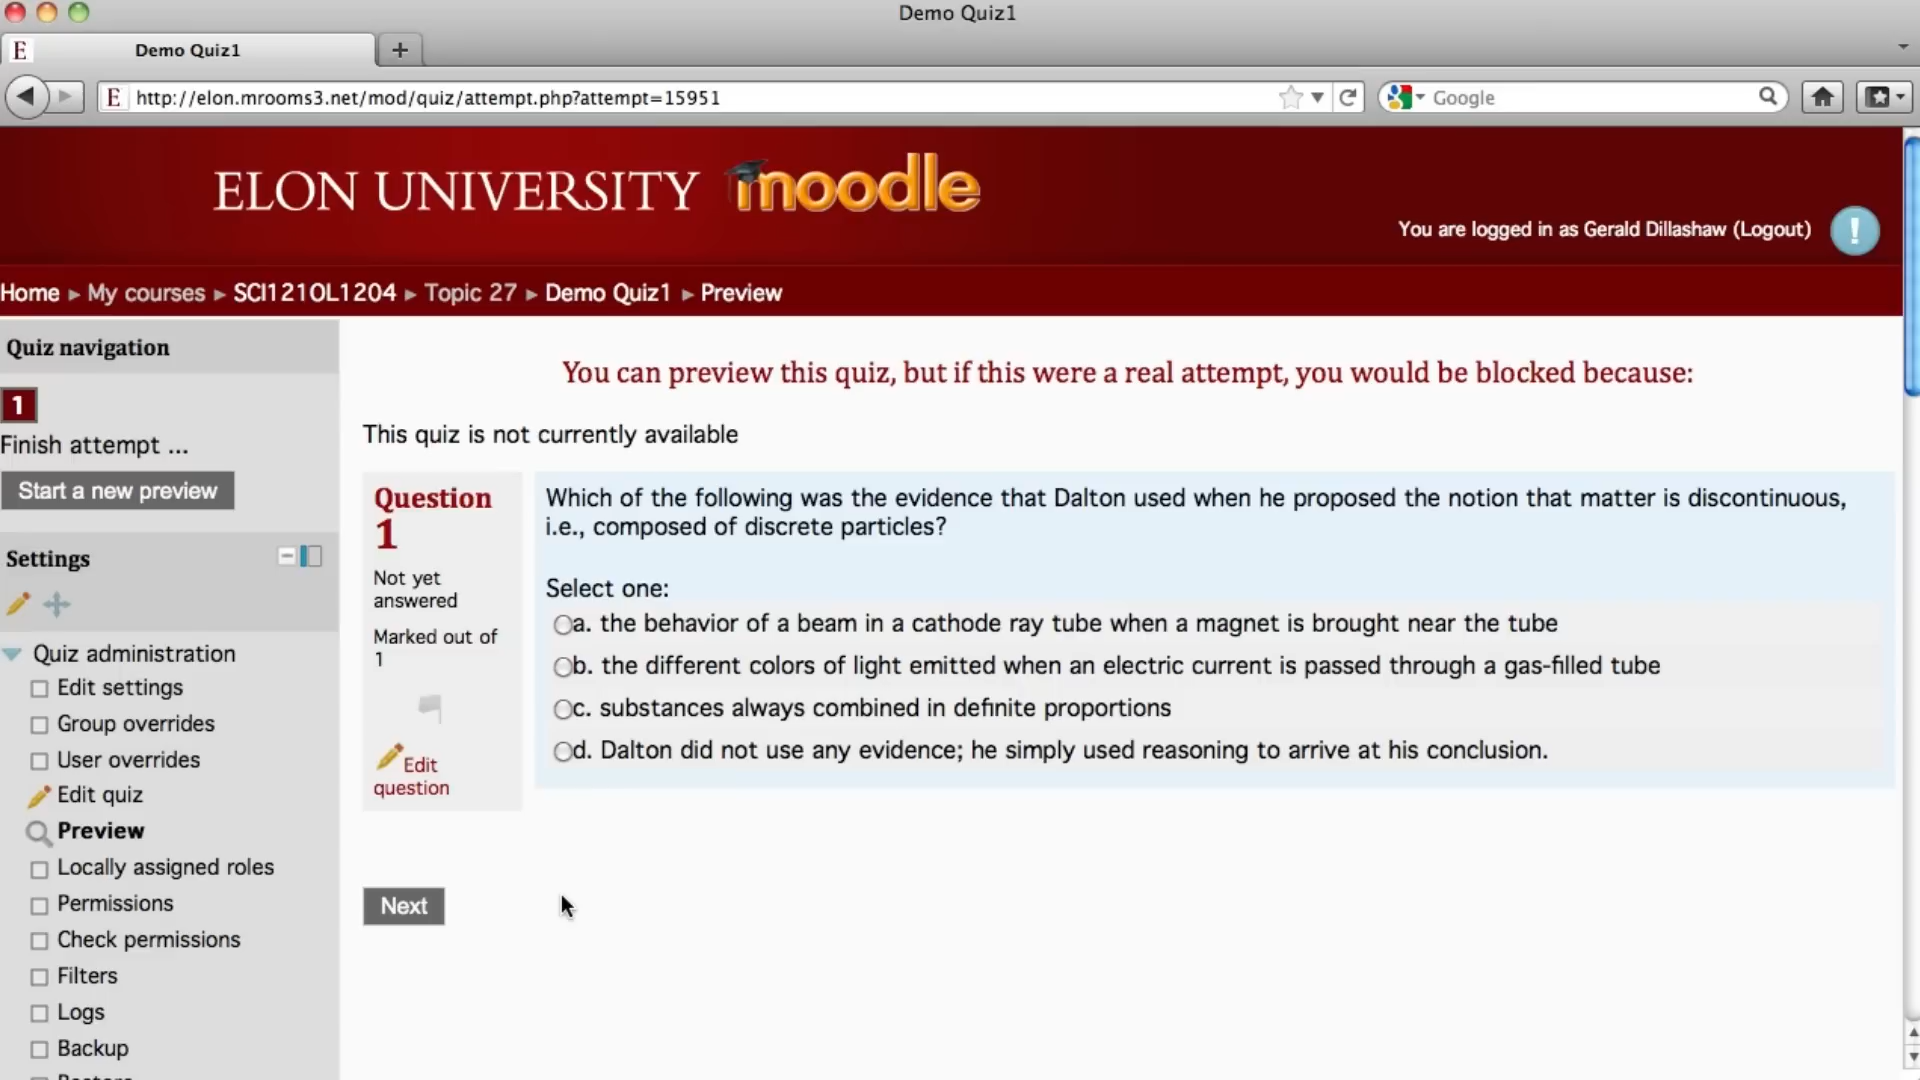 Demo Quiz1
E Demo Quiz1 +
E http://elon.mrooms3.net/mod/quiz/attempt.php?attempt=15951 Google
ELON UNIVERSITY moodle
You are logged in as Gerald Dillashaw (Logout) !
Home ▸ My courses ▸ SCI121OL1204 ▸ Topic 27 ▸ Demo Quiz1 ▸ Preview
Quiz navigation
1
Finish attempt ...
Start a new preview
Settings
Quiz administration
Edit settings
Group overrides
User overrides
Edit quiz
Preview
Locally assigned roles
Permissions
Check permissions
Filters
Logs
Backup
You can preview this quiz, but if this were a real attempt, you would be blocked because:
This quiz is not currently available
Question
1
Not yet
answered
Marked out of
1
Edit
question
Which of the following was the evidence that Dalton used when he proposed the notion that matter is discontinuous,
i.e., composed of discrete particles?
Select one:
a. the behavior of a beam in a cathode ray tube when a magnet is brought near the tube
b. the different colors of light emitted when an electric current is passed through a gas-filled tube
c. substances always combined in definite proportions
d. Dalton did not use any evidence; he simply used reasoning to arrive at his conclusion.
Next